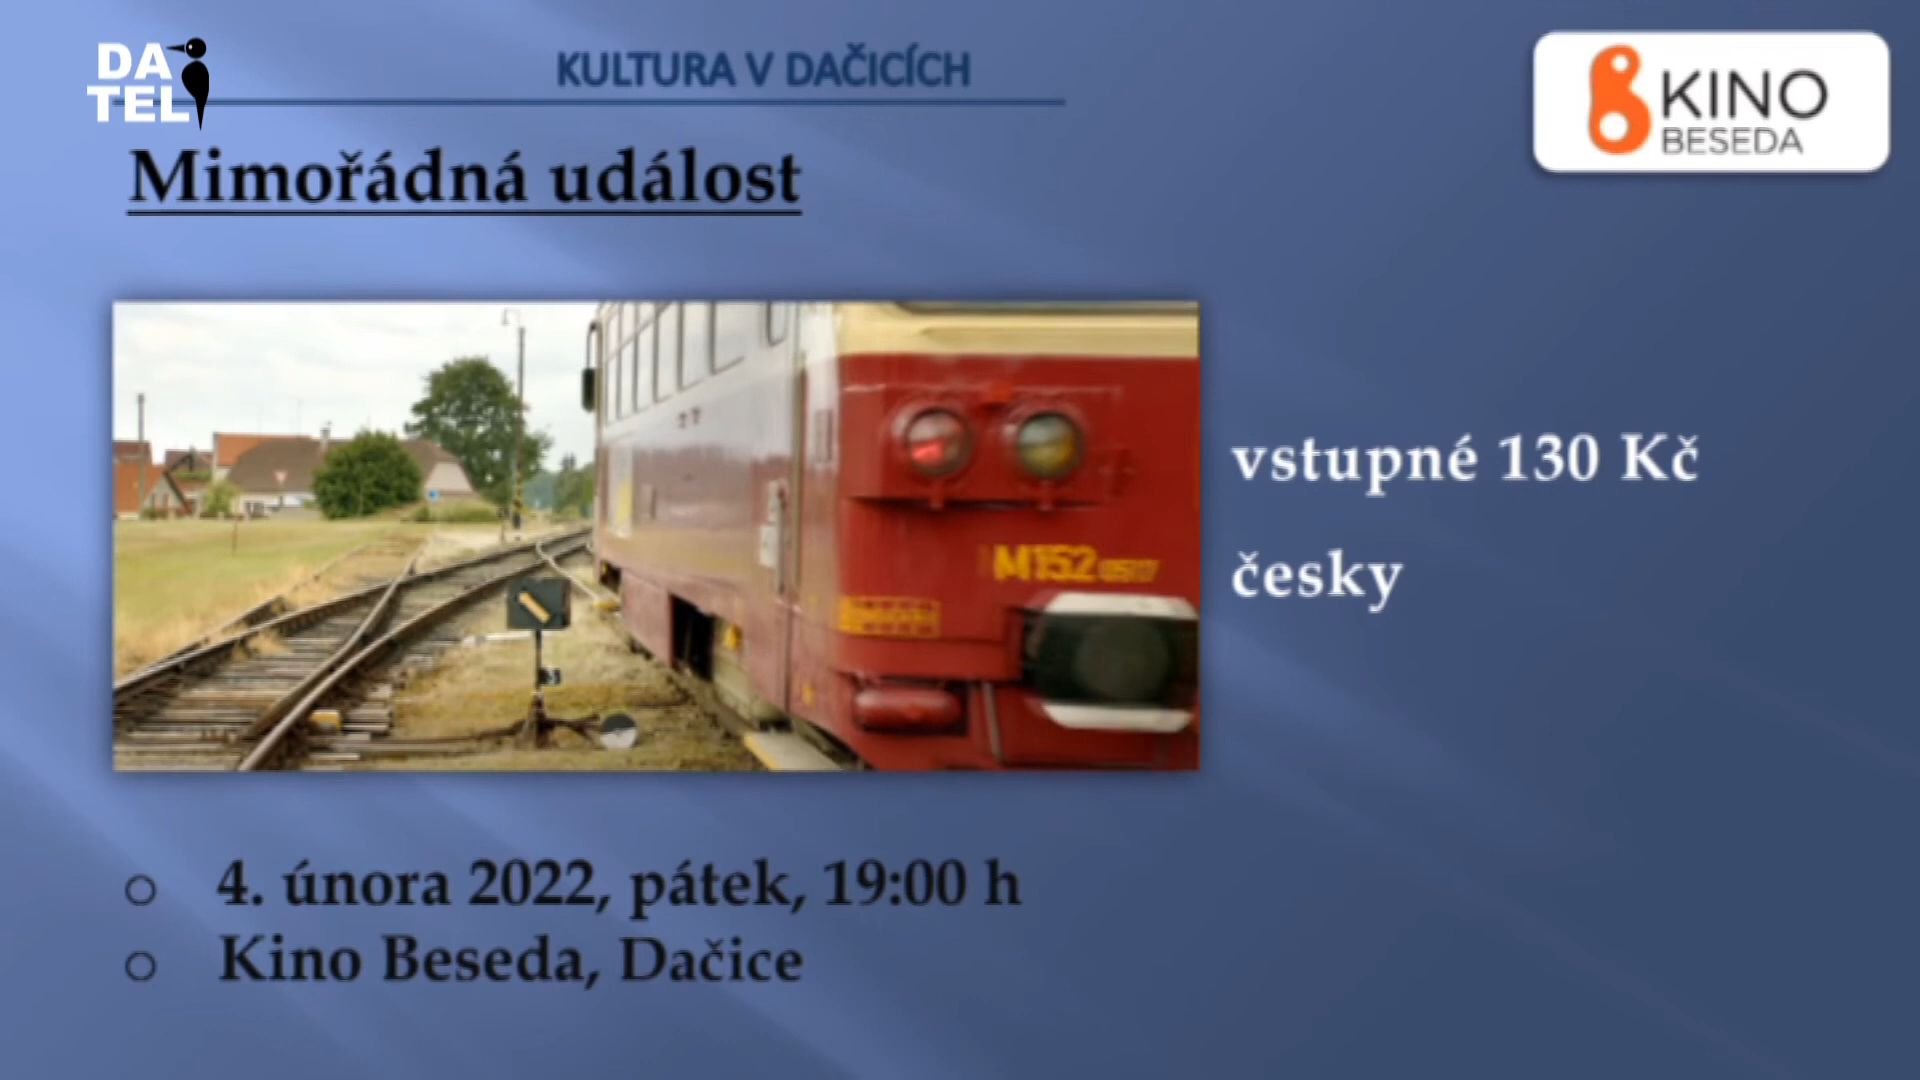 DA
TEL
KULTURA V DAČICÍCH
KINO
BESEDA
Mimořádná událost
vstupné 130 Kč
česky
M152
4. února 2022, pátek, 19:00 h
Kino Beseda, Dačice